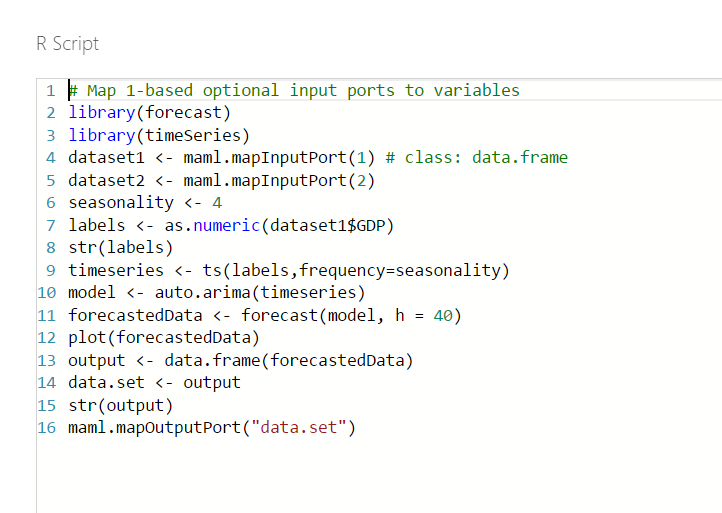 R Script
1 # Map 1-based optional input ports to variables
2 library(forecast)
3 library(timeSeries)
4 dataset1 <- maml.mapInputPort(1) # class: data.frame
5 dataset2 <- maml.mapInputPort(2)
6 seasonality <- 4
7 labels <- as.numeric(dataset1$GDP)
8 str(labels)
9 timeseries <- ts(labels,frequency=seasonality)
10 model <- auto.arima(timeseries)
11 forecastedData <- forecast(model, h = 40)
12 plot(forecastedData)
13 output <- data.frame(forecastedData)
14 data.set <- output
15 str(output)
16 maml.mapOutputPort("data.set")